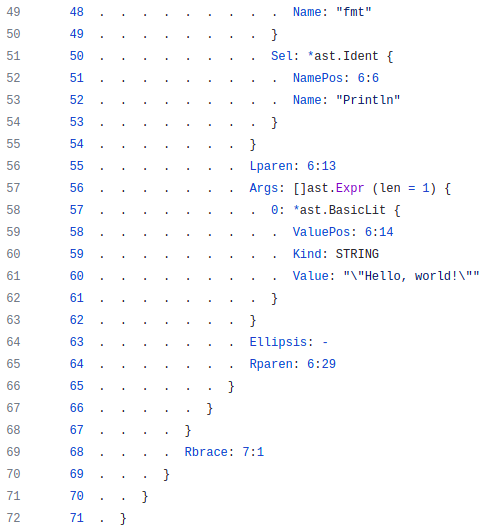 49 48 . . . . . . . . . Name: "fmt"
50 49 . . . . . . . . }
51 50 . . . . . . . . Sel: *ast.Ident {
52 51 . . . . . . . . . NamePos: 6:6
53 52 . . . . . . . . . Name: "Println"
54 53 . . . . . . . . }
55 54 . . . . . . . }
56 55 . . . . . . . Lparen: 6:13
57 56 . . . . . . . Args: []ast.Expr (len = 1) {
58 57 . . . . . . . . 0: *ast.BasicLit {
59 58 . . . . . . . . . ValuePos: 6:14
60 59 . . . . . . . . . Kind: STRING
61 60 . . . . . . . . . Value: "\"Hello, world!\""
62 61 . . . . . . . . }
63 62 . . . . . . . }
64 63 . . . . . . . Ellipsis: -
65 64 . . . . . . . Rparen: 6:29
66 65 . . . . . . }
67 66 . . . . . }
68 67 . . . . }
69 68 . . . . Rbrace: 7:1
70 69 . . . }
71 70 . . }
72 71 . }